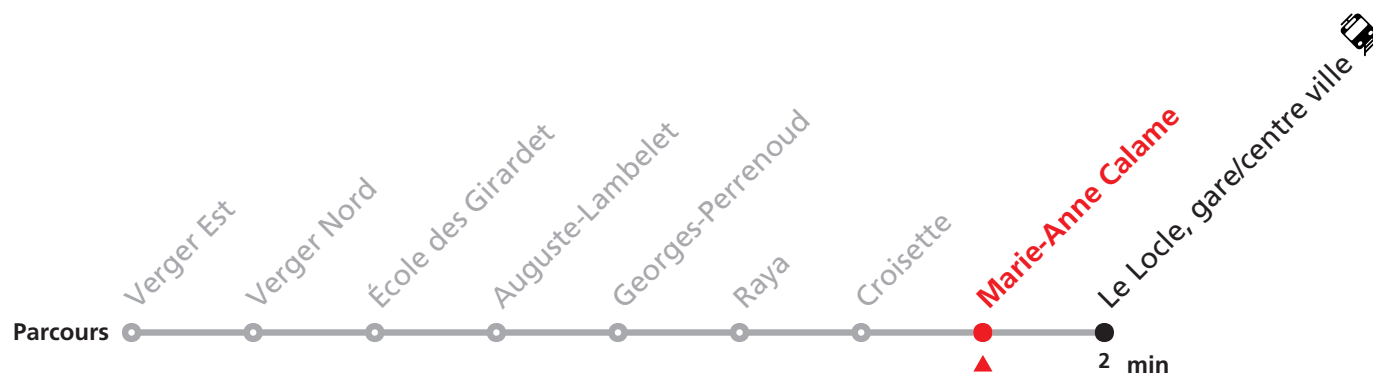 Verger Est
Verger Nord
École des Girardet
Auguste-Lambelet
Georges-Perrenoud
Raya
Croisette
Marie-Anne Calame
Le Locle, gare/centre ville
Parcours
2 min